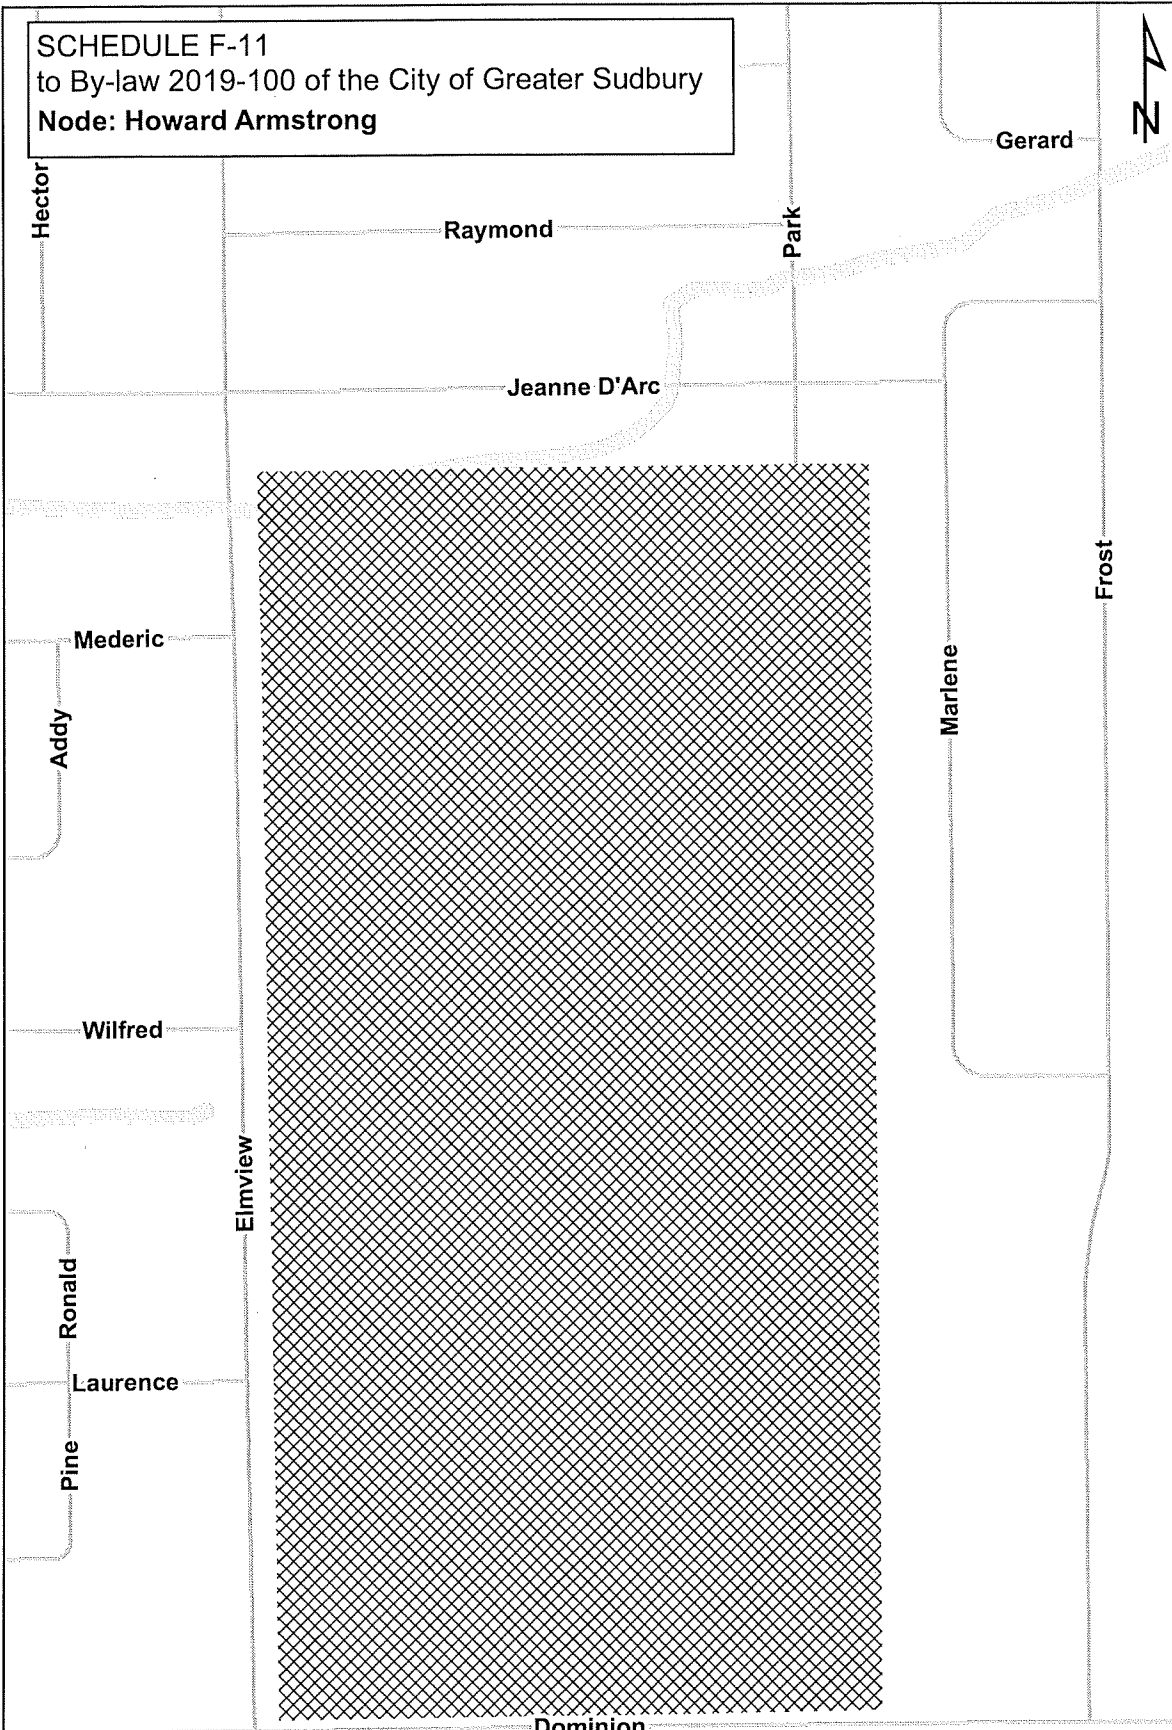 SCHEDULE F-11
to By-law 2019-100 of the City of Greater Sudbury
Node: Howard Armstrong
N
Gerard
Hector
Raymond
Park
Jeanne D'Arc
Frost
Mederic
Marlene
Addy
Wilfred
Elmview
Ronald
Laurence
Pine
Dominion